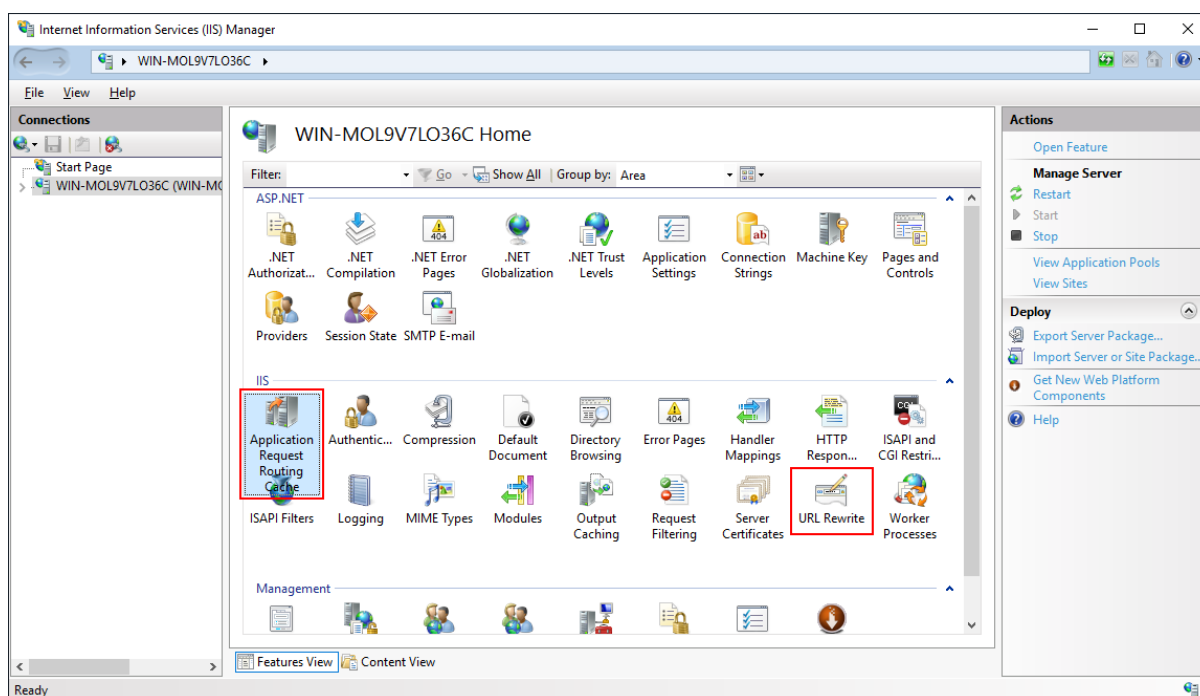 Internet Information Services (IIS) Manager
WIN-MOL9V7LO36C
File View Help
Connections
Start Page
WIN-MOL9V7LO36C (WIN-MO
WIN-MOL9V7LO36C Home
Filter: Go Show All Group by: Area
ASP.NET
.NET Authorizat...
.NET Compilation
.NET Error Pages
.NET Globalization
.NET Trust Levels
Application Settings
Connection Strings
Machine Key
Pages and Controls
Providers
Session State
SMTP E-mail
IIS
Application Request Routing Cache
Authentic...
Compression
Default Document
Directory Browsing
Error Pages
Handler Mappings
HTTP Respon...
ISAPI and CGI Restri...
ISAPI Filters
Logging
MIME Types
Modules
Output Caching
Request Filtering
Server Certificates
URL Rewrite
Worker Processes
Management
Features View
Content View
Actions
Open Feature
Manage Server
Restart
Start
Stop
View Application Pools
View Sites
Deploy
Export Server Package...
Import Server or Site Package...
Get New Web Platform
Components
Help
Ready